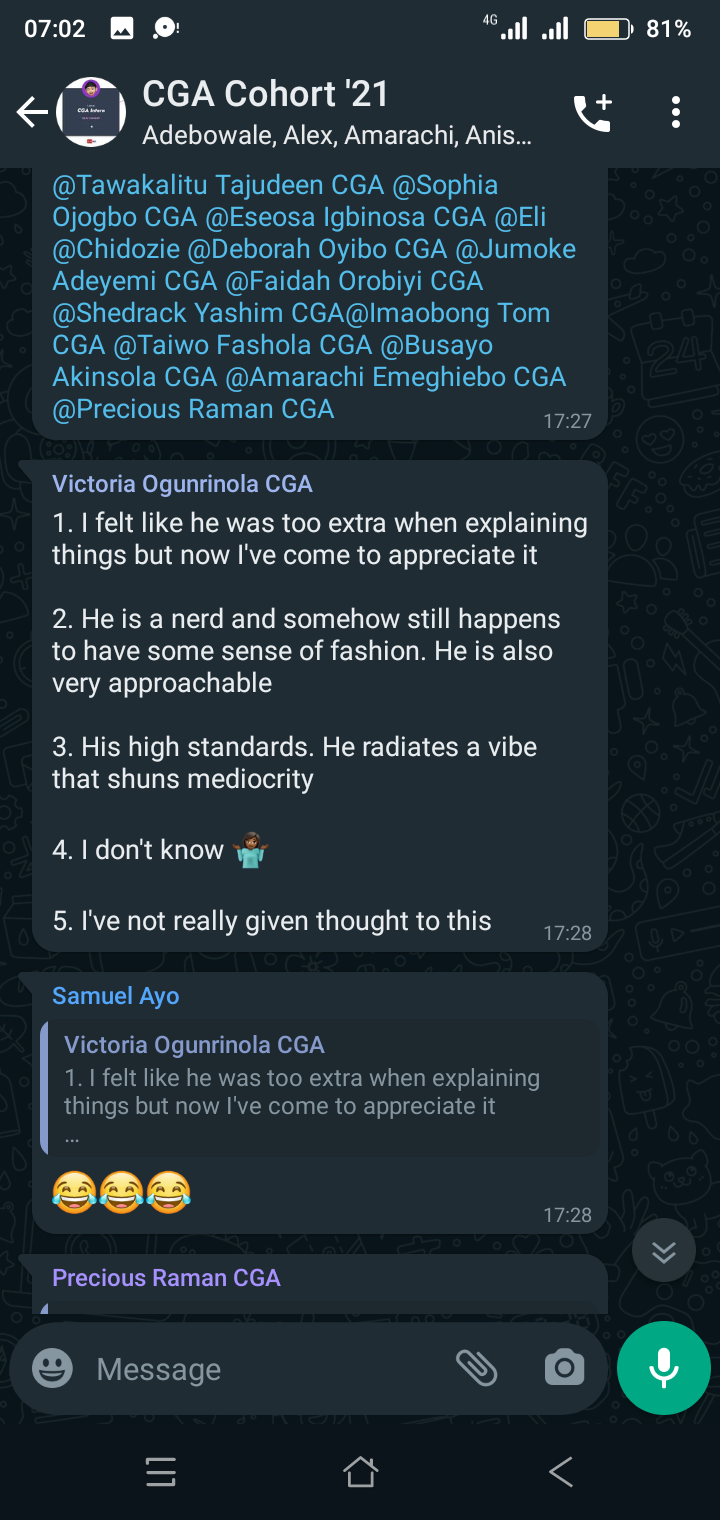 07:02
4G
81%
CGA Cohort '21
Adebowale, Alex, Amarachi, Anis...
@Tawakalitu Tajudeen CGA @Sophia
Ojogbo CGA @Eseosa Igbinosa CGA @Eli
@Chidozie @Deborah Oyibo CGA @Jumoke
Adeyemi CGA @Faidah Orobiyi CGA
@Shedrack Yashim CGA@Imaobong Tom
CGA @Taiwo Fashola CGA @Busayo
Akinsola CGA @Amarachi Emeghiebo CGA
@Precious Raman CGA
17:27
Victoria Ogunrinola CGA
1. I felt like he was too extra when explaining
things but now I've come to appreciate it
2. He is a nerd and somehow still happens
to have some sense of fashion. He is also
very approachable
3. His high standards. He radiates a vibe
that shuns mediocrity
4. I don't know 🤷🏾‍♀️
5. I've not really given thought to this
17:28
Samuel Ayo
Victoria Ogunrinola CGA
1. I felt like he was too extra when explaining
things but now I've come to appreciate it
...
😂😂😂
17:28
Precious Raman CGA
Message